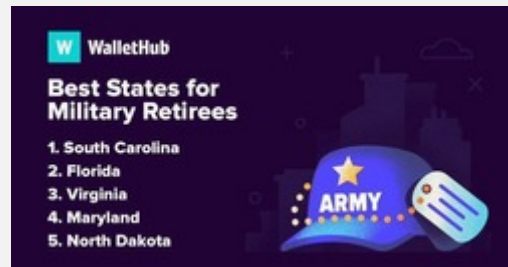 W WalletHub
Best States for
Military Retirees
1. South Carolina
2. Florida
3. Virginia
4. Maryland
5. North Dakota
ARMY